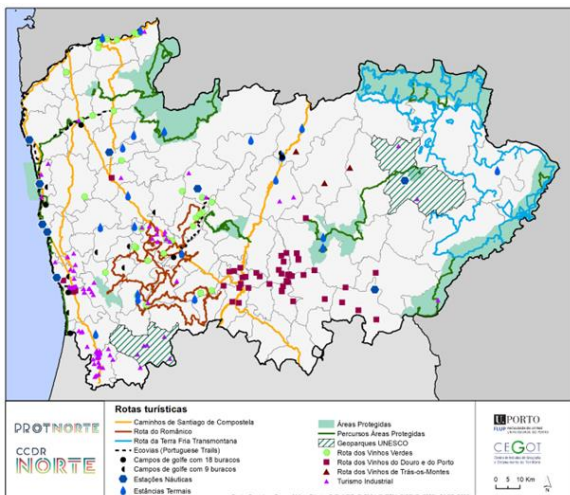 PROTNORTE
CCDR
NORTE
Rotas turísticas
Caminhos de Santiago de Compostela
Rota do Românico
Rota da Terra Fria Transmontana
Ecovias (Portuguese Trails)
Campos de golfe com 18 buracos
Campos de golfe com 9 buracos
Estações Náuticas
Estâncias Termais
Áreas Protegidas
Percursos Áreas Protegidas
Geoparques UNESCO
Rota dos Vinhos Verdes
Rota dos Vinhos do Douro e do Porto
Rota dos Vinhos de Trás-os-Montes
Turismo Industrial
U.PORTO
CEGOT
0 5 10 Km